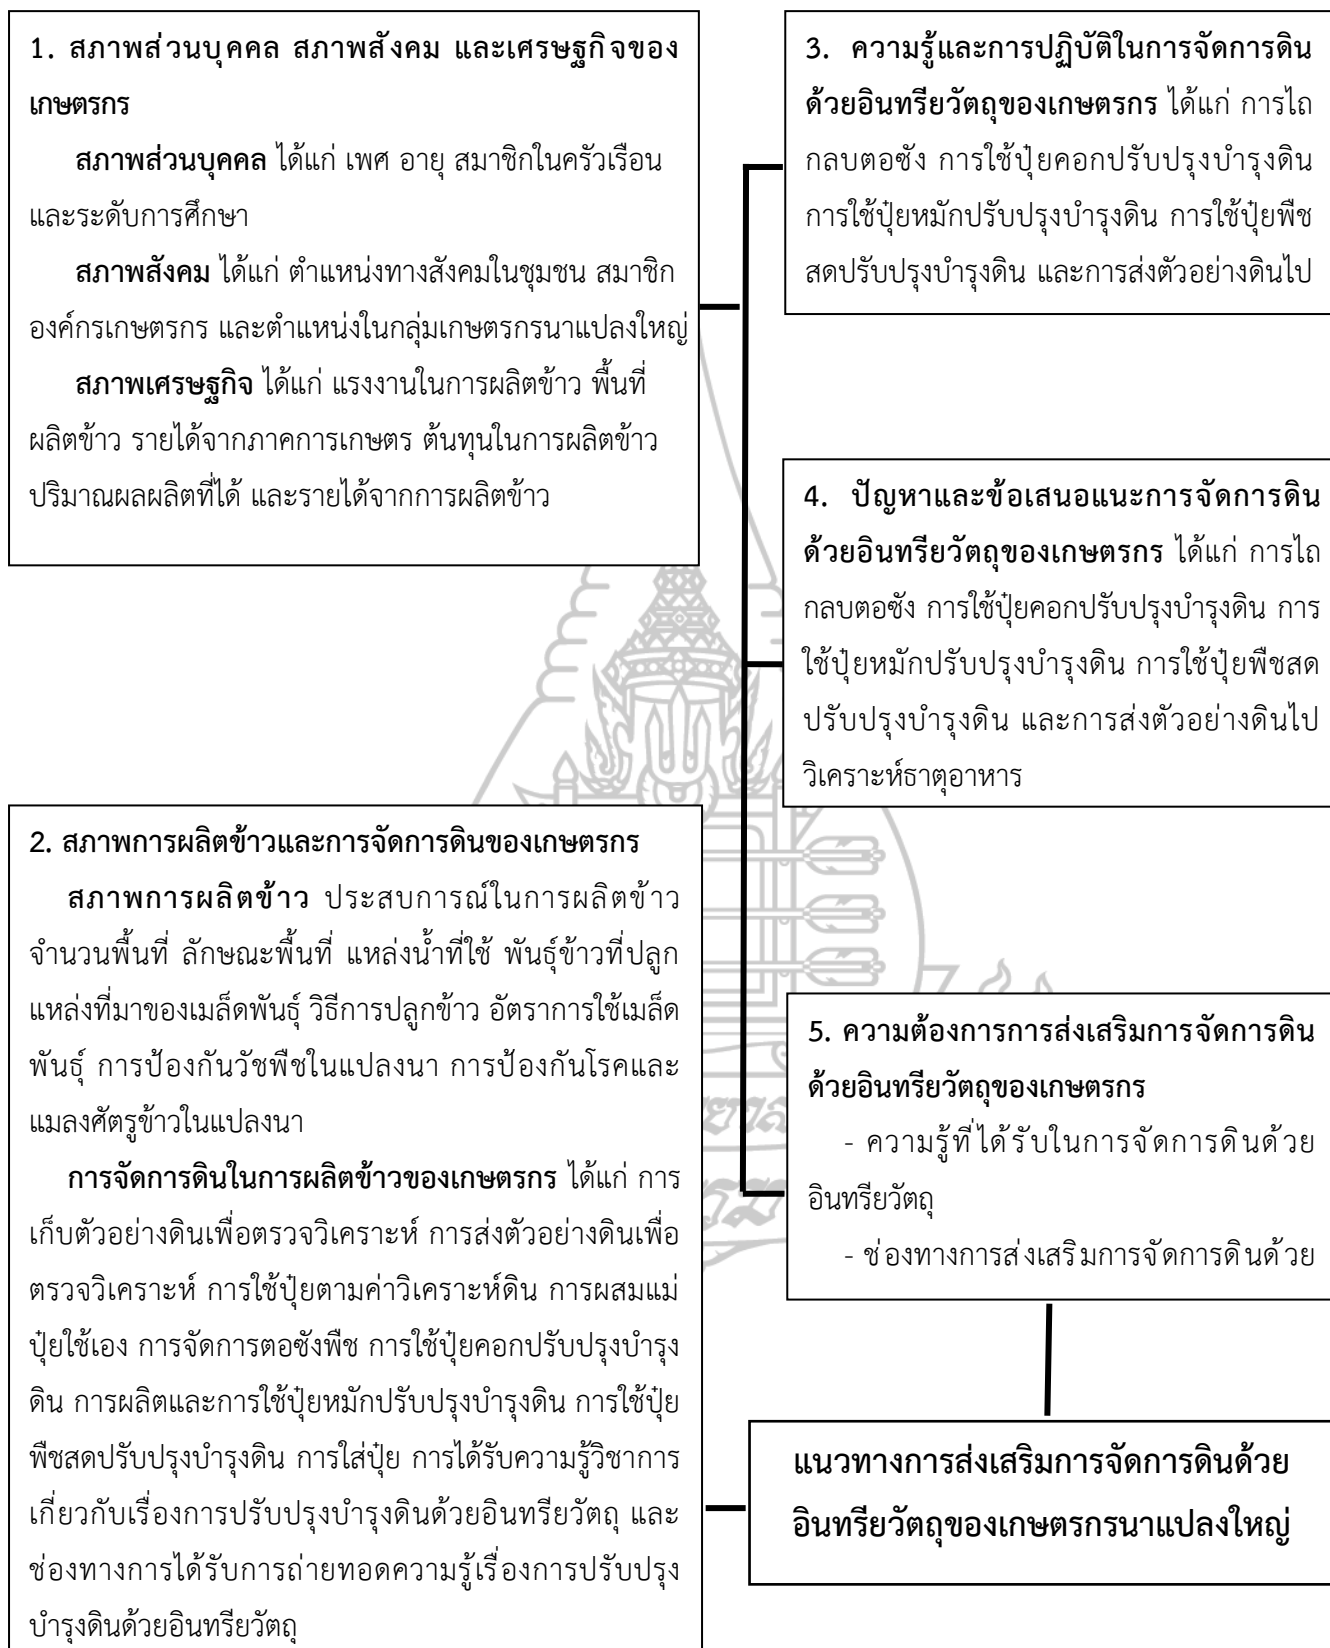 1. สภาพส่วนบุคคล สภาพสังคม และเศรษฐกิจของ
เกษตรกร
สภาพส่วนบุคคล ได้แก่ เพศ อายุ สมาชิกในครัวเรือน
และระดับการศึกษา
สภาพสังคม ได้แก่ ตำแหน่งทางสังคมในชุมชน สมาชิก
องค์กรเกษตรกร และตำแหน่งในกลุ่มเกษตรกรนาแปลงใหญ่
สภาพเศรษฐกิจ ได้แก่ แรงงานในการผลิตข้าว พื้นที่
ผลิตข้าว รายได้จากภาคการเกษตร ต้นทุนในการผลิตข้าว
ปริมาณผลผลิตที่ได้ และรายได้จากการผลิตข้าว
2. สภาพการผลิตข้าวและการจัดการดินของเกษตรกร
สภาพการผลิตข้าว ประสบการณ์ในการผลิตข้าว
จำนวนพื้นที่ ลักษณะพื้นที่ แหล่งน้ำที่ใช้ พันธุ์ข้าวที่ปลูก
แหล่งที่มาของเมล็ดพันธุ์ วิธีการปลูกข้าว อัตราการใช้เมล็ด
พันธุ์ การป้องกันวัชพืชในแปลงนา การป้องกันโรคและ
แมลงศัตรูข้าวในแปลงนา
การจัดการดินในการผลิตข้าวของเกษตรกร ได้แก่ การ
เก็บตัวอย่างดินเพื่อตรวจวิเคราะห์ การส่งตัวอย่างดินเพื่อ
ตรวจวิเคราะห์ การใช้ปุ๋ยตามค่าวิเคราะห์ดิน การผสมแม่
ปุ๋ยใช้เอง การจัดการตอซังพืช การใช้ปุ๋ยคอกปรับปรุงบำรุง
ดิน การผลิตและการใช้ปุ๋ยหมักปรับปรุงบำรุงดิน การใช้ปุ๋ย
พืชสดปรับปรุงบำรุงดิน การใส่ปุ๋ย การได้รับความรู้วิชาการ
เกี่ยวกับเรื่องการปรับปรุงบำรุงดินด้วยอินทรียวัตถุ และ
ช่องทางการได้รับการถ่ายทอดความรู้เรื่องการปรับปรุง
บำรุงดินด้วยอินทรียวัตถุ
3. ความรู้และการปฏิบัติในการจัดการดิน
ด้วยอินทรียวัตถุของเกษตรกร ได้แก่ การไถ
กลบตอซัง การใช้ปุ๋ยคอกปรับปรุงบำรุงดิน
การใช้ปุ๋ยหมักปรับปรุงบำรุงดิน การใช้ปุ๋ยพืช
สดปรับปรุงบำรุงดิน และการส่งตัวอย่างดินไป
4. ปัญหาและข้อเสนอแนะการจัดการดิน
ด้วยอินทรียวัตถุของเกษตรกร ได้แก่ การไถ
กลบตอซัง การใช้ปุ๋ยคอกปรับปรุงบำรุงดิน การ
ใช้ปุ๋ยหมักปรับปรุงบำรุงดิน การใช้ปุ๋ยพืชสด
ปรับปรุงบำรุงดิน และการส่งตัวอย่างดินไป
วิเคราะห์ธาตุอาหาร
5. ความต้องการการส่งเสริมการจัดการดิน
ด้วยอินทรียวัตถุของเกษตรกร
- ความรู้ที่ได้รับในการจัดการดินด้วย
อินทรียวัตถุ
- ช่องทางการส่งเสริมการจัดการดินด้วย
แนวทางการส่งเสริมการจัดการดินด้วย
อินทรียวัตถุของเกษตรกรนาแปลงใหญ่